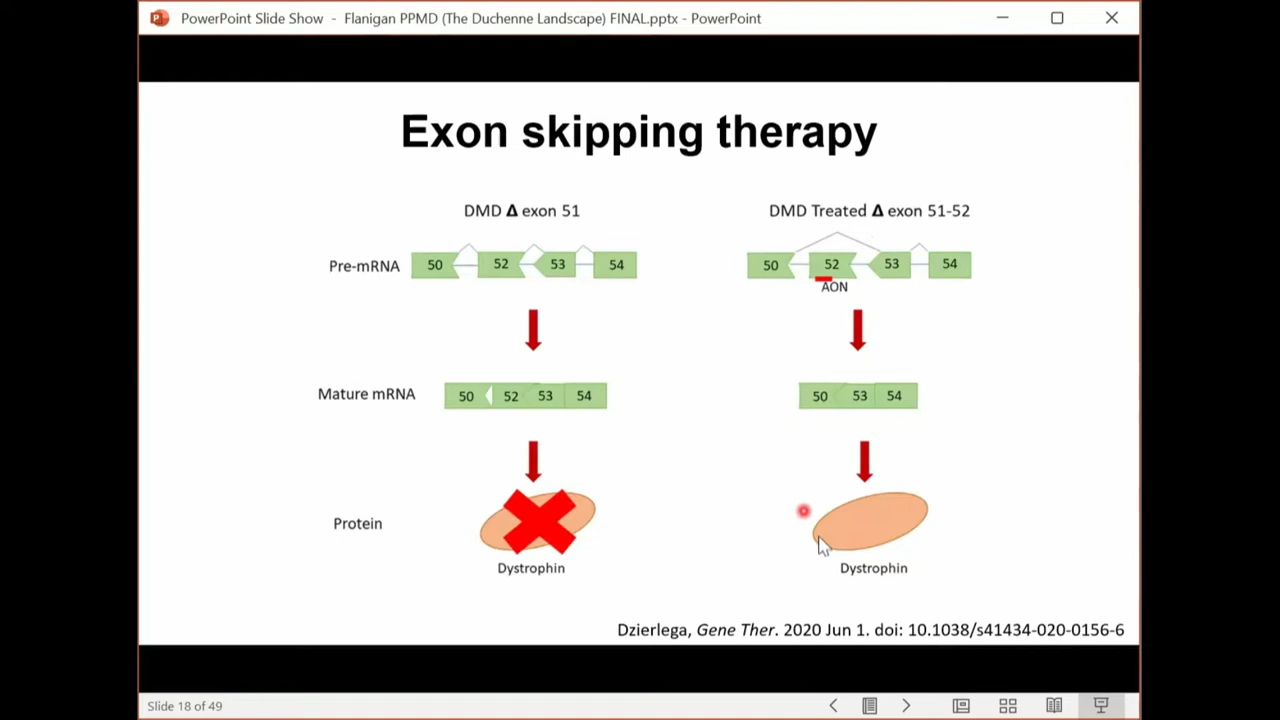 PowerPoint Slide Show - Flanigan PPMD (The Duchenne Landscape) FINAL.pptx - PowerPoint
Exon skipping therapy
DMD Δ exon 51
DMD Treated Δ exon 51-52
Pre-mRNA
50 52 53 54
50 52 53 54
AON
Mature mRNA
50 52 53 54
50 53 54
Protein
Dystrophin
Dystrophin
Dzierlega, Gene Ther. 2020 Jun 1. doi: 10.1038/s41434-020-0156-6
Slide 18 of 49